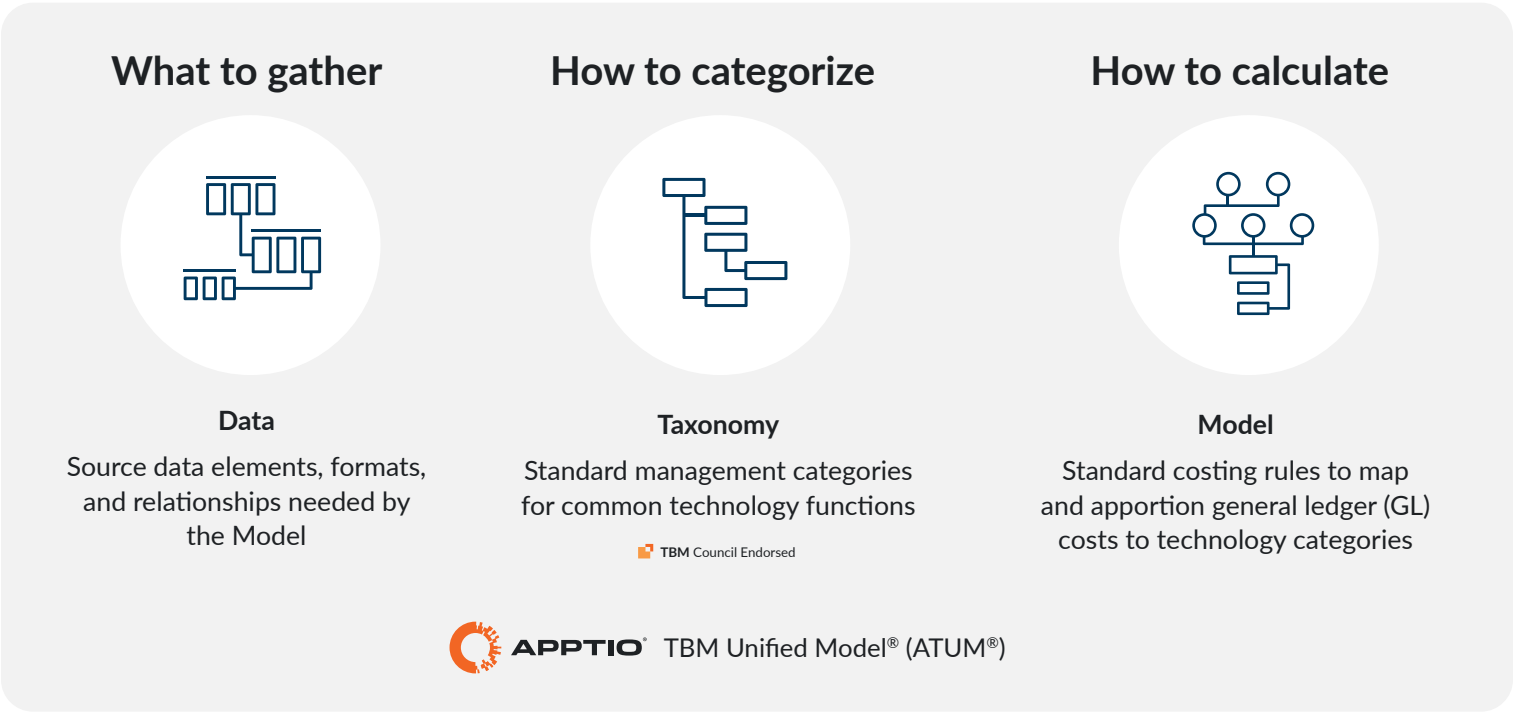 What to gather
How to categorize
How to calculate
Data
Source data elements, formats,
and relationships needed by
the Model
Taxonomy
Standard management categories
for common technology functions
TBM Council Endorsed
Model
Standard costing rules to map
and apportion general ledger (GL)
costs to technology categories
APPTIO® TBM Unified Model® (ATUM®)